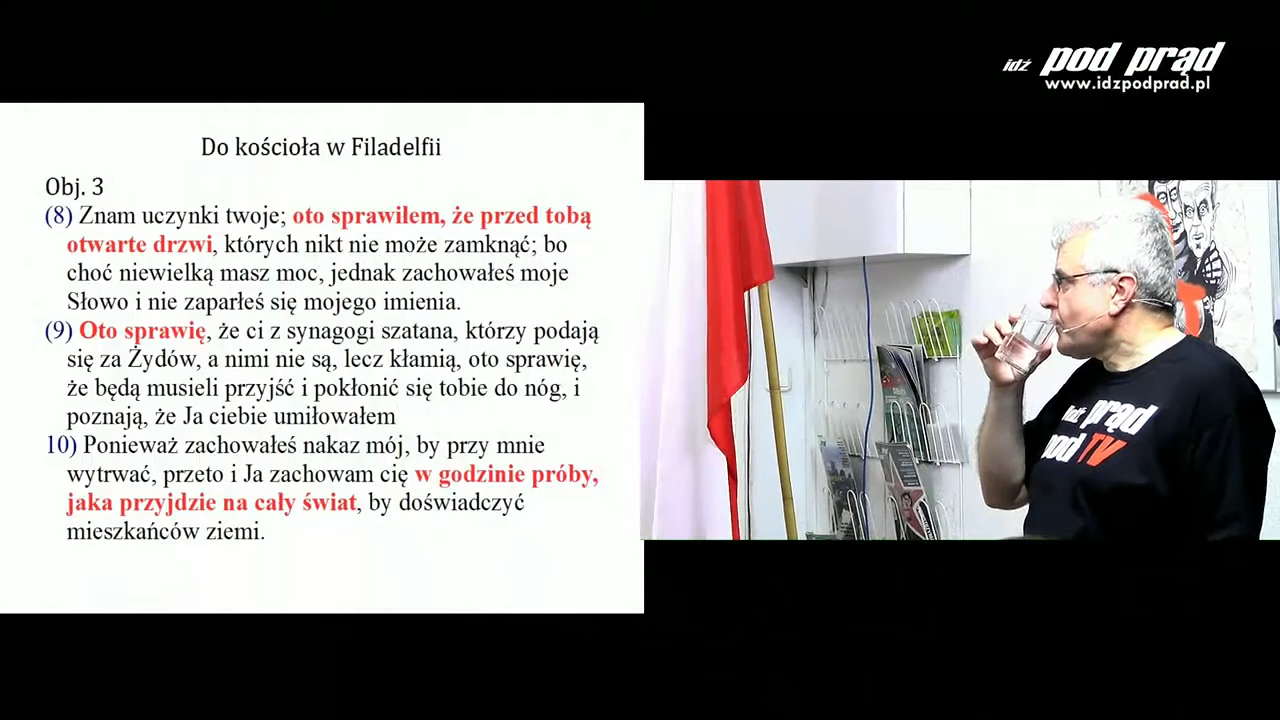 idź pod prąd
www.idzpodprad.pl
Do kościoła w Filadelfii
Obj. 3
(8) Znam uczynki twoje; oto sprawiłem, że przed tobą
otwarte drzwi, których nikt nie może zamknąć; bo
choć niewielką masz moc, jednak zachowałeś moje
Słowo i nie zaparłeś się mojego imienia.
(9) Oto sprawię, że ci z synagogi szatana, którzy podają
się za Żydów, a nimi nie są, lecz kłamią, oto sprawię,
że będą musieli przyjść i pokłonić się tobie do nóg, i
poznają, że Ja ciebie umiłowałem
10) Ponieważ zachowałeś nakaz mój, by przy mnie
wytrwać, przeto i Ja zachowam cię w godzinie próby,
jaka przyjdzie na cały świat, by doświadczyć
mieszkańców ziemi.
idź prąd
pod TV